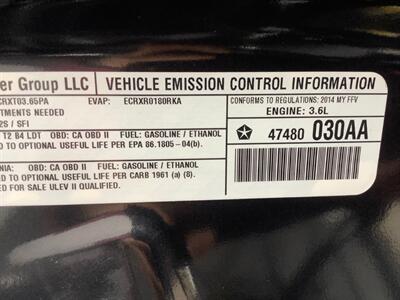 er Group LLC VEHICLE EMISSION CONTROL INFORMATION
CRXT03.65PA EVAP: ECRXR0180RKA CONFORMS TO REGULATIONS: 2014 MY FFV
STMENTS NEEDED ENGINE: 3.6L
2S / SFI
47480 030AA
T2 B4 LDT OBD: CA OBD II FUEL: GASOLINE / ETHANOL
D TO OPTIONAL USEFUL LIFE PER EPA 86.1805-04(b).
NIA: OBD: CA OBD II FUEL: GASOLINE / ETHANOL
D TO OPTIONAL USEFUL LIFE PER CARB 1961 (a) (8).
ED FOR SALE ULEV II QUALIFIED.